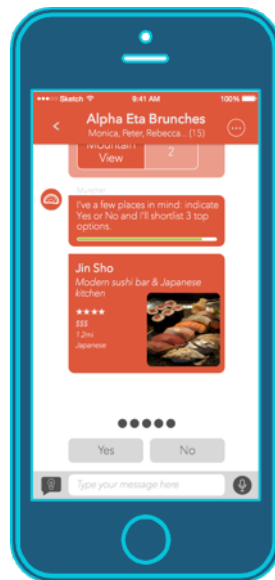 Sketch 9:41 AM 100%
Alpha Eta Brunches
Monica, Peter, Rebecca... (15)
Mountain
View
2
Muncher
I've a few places in mind: indicate
Yes or No and I'll shortlist 3 top
options.
Jin Sho
Modern sushi bar & Japanese
kitchen
★★★★
$$$
1.2mi
Japanese
Yes No
Type your message here